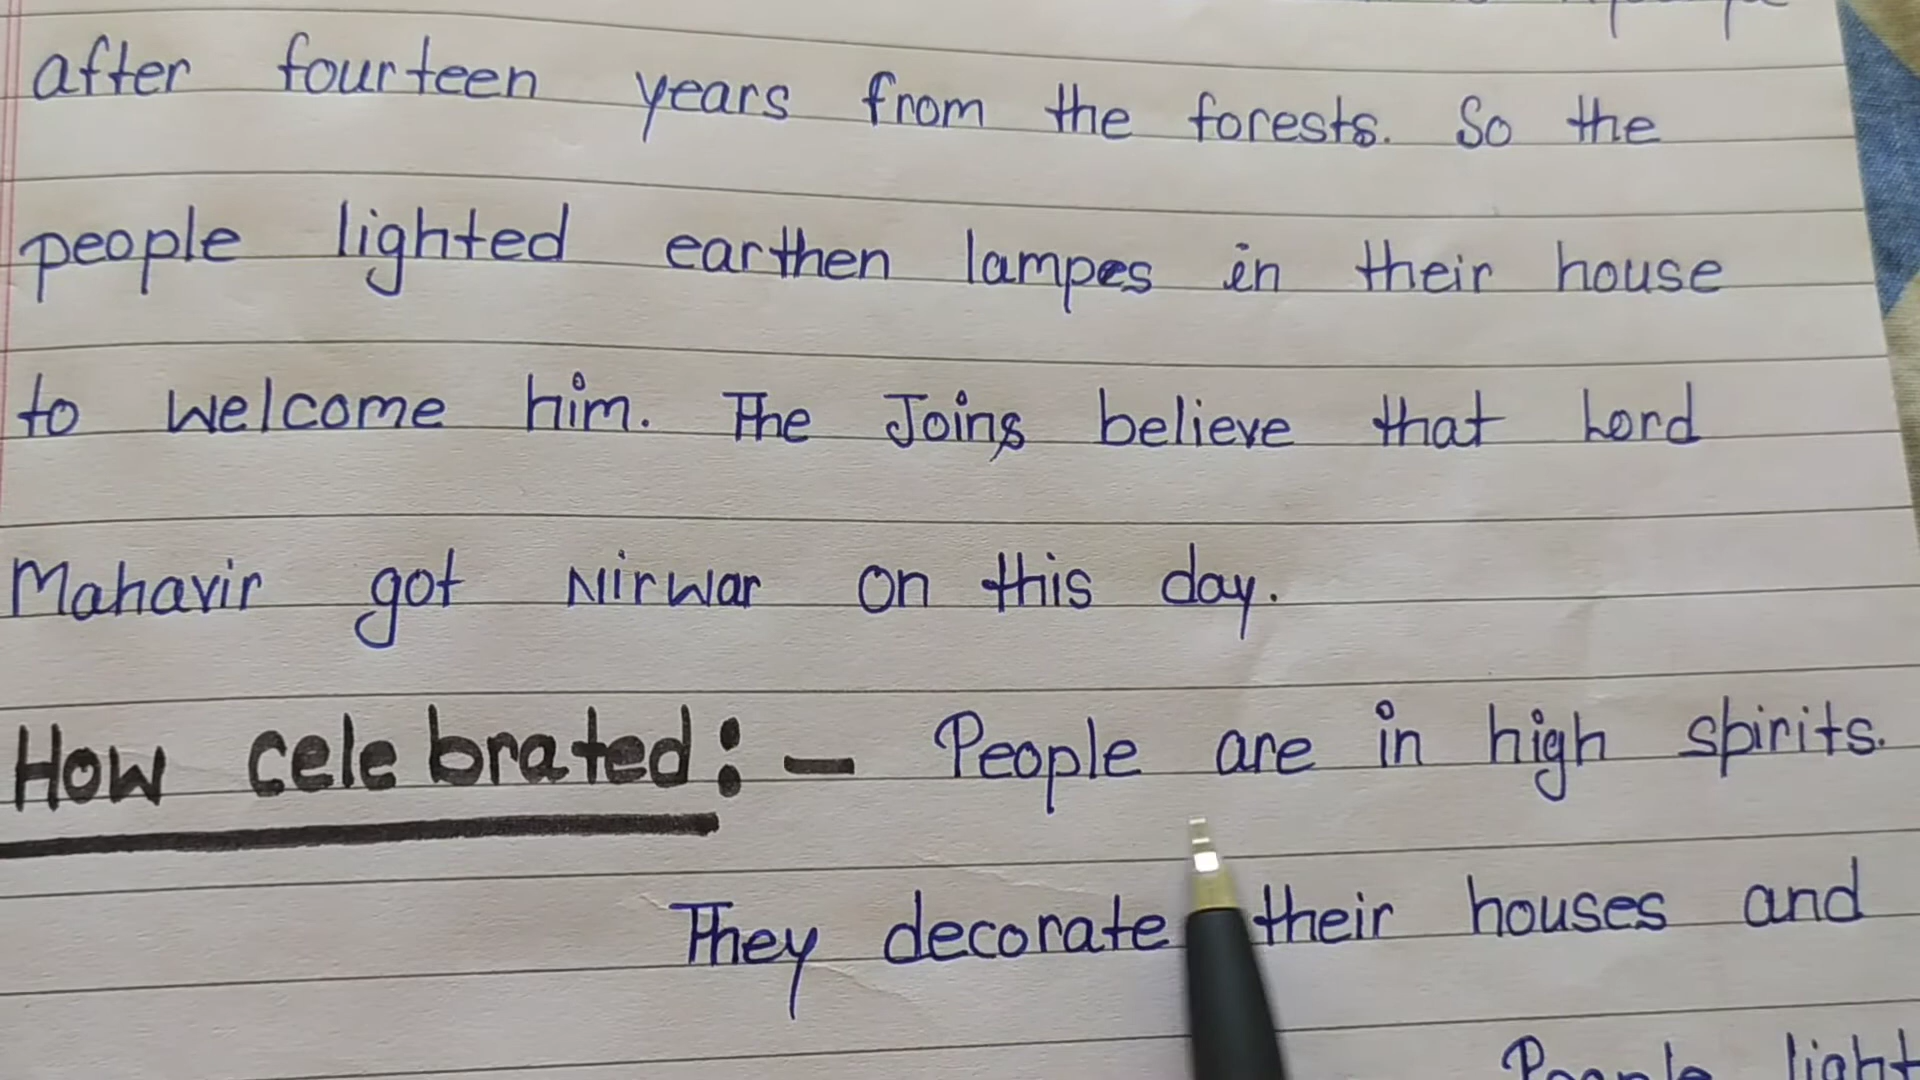 after fourteen years from the forests. So the
people lighted earthen lampes in their house
to welcome him. The Joins believe that Lord
Mahavir got Nirwar on this day.
How celebrated: - People are in high spirits.
They decorate their houses and
People light